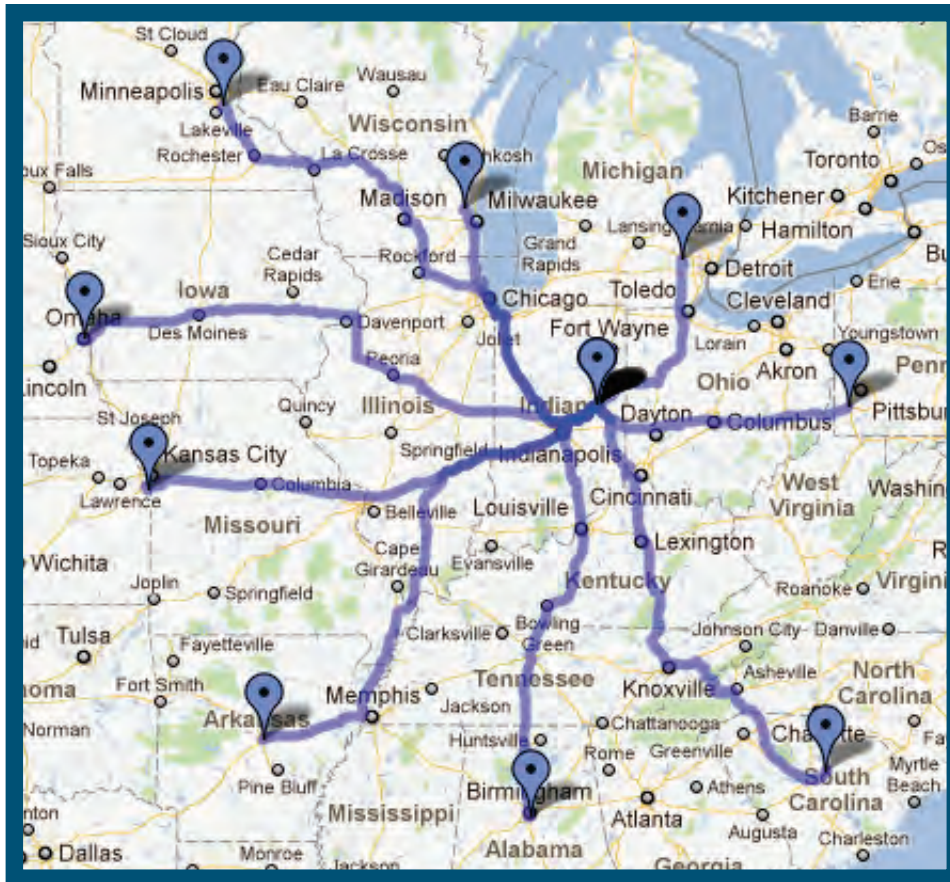 St Cloud
Minneapolis
Eau Claire
Wausau
Lakeville
Wisconsin
Barrie
Rochester
La Crosse
Michigan
Toronto
Madison
Milwaukee
Kitchener
Lansing
Hamilton
Grand
Rapids
Sioux City
Cedar
Rapids
Rockford
Detroit
Iowa
Chicago
Toledo
Cleveland
Erie
Omaha
Des Moines
Davenport
Joliet
Fort Wayne
Lorain
Youngstown
Peoria
Ohio
Akron
St Joseph
Quincy
Illinois
Dayton
Columbus
Springfield
Indianapolis
Kansas City
Topeka
Lawrence
Columbia
Cincinnati
West
Virginia
Missouri
Belleville
Louisville
Lexington
Wichita
Cape
Girardeau
Evansville
Kentucky
Roanoke
Joplin
Springfield
Bowling
Green
Clarksville
Johnson City
Danville
Tulsa
Fayetteville
Tennessee
Knoxville
Asheville
North
Carolina
Fort Smith
Memphis
Jackson
Chattanooga
Arkansas
Norman
Huntsville
Rome
Greenville
Charlotte
Pine Bluff
Birmingham
Athens
South
Carolina
Myrtle
Beach
Mississippi
Atlanta
Augusta
Dallas
Monroe
Jackson
Alabama
Georgia
Charleston